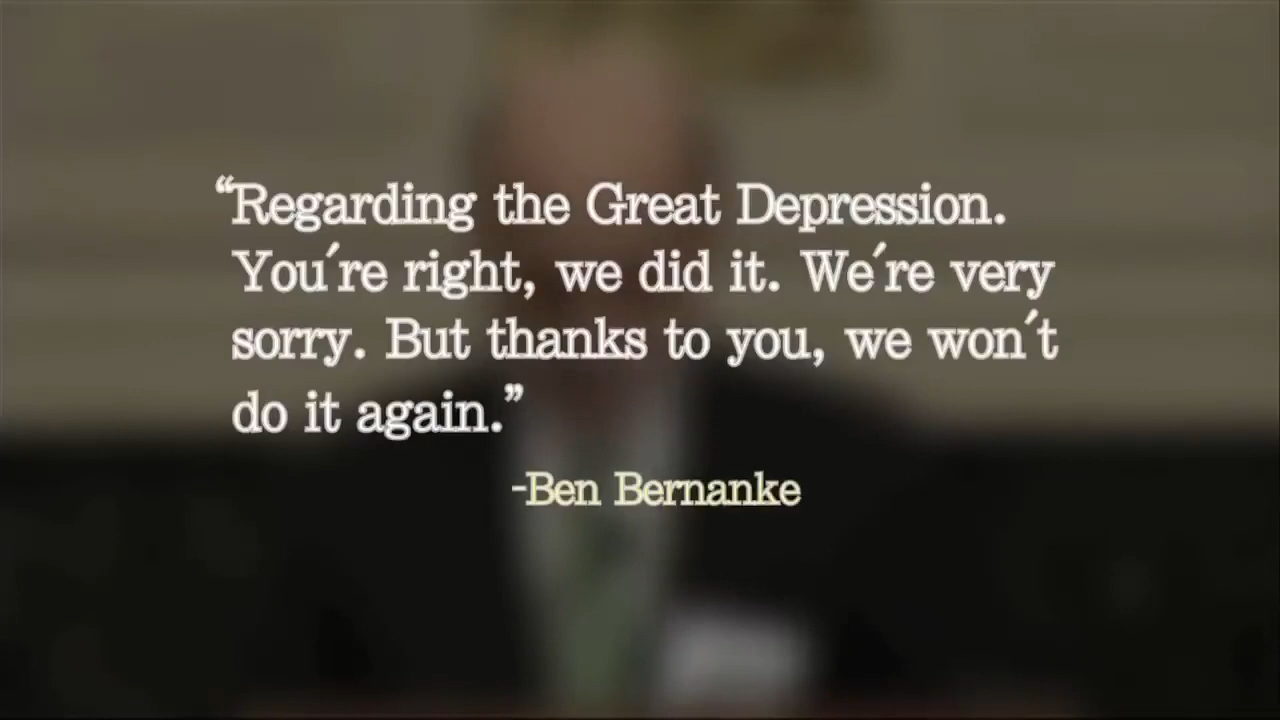 “Regarding the Great Depression.
You´re right, we did it. We´re very
sorry. But thanks to you, we won´t
do it again.”
-Ben Bernanke